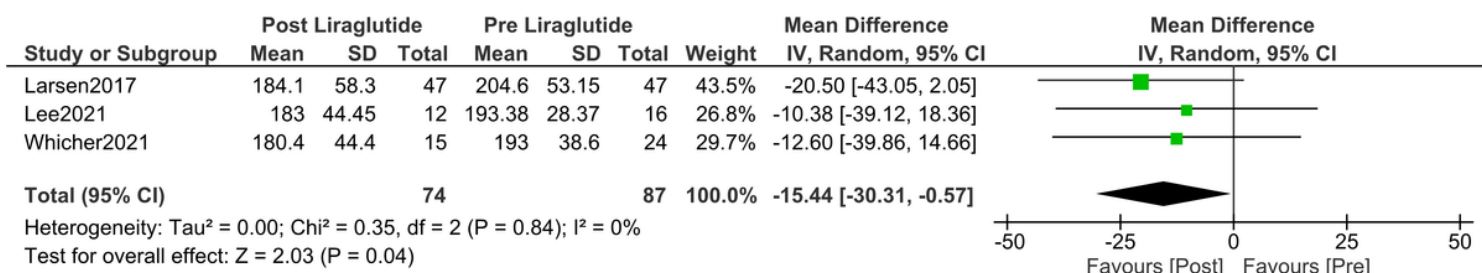 Post Liraglutide Pre Liraglutide Mean Difference Mean Difference
Study or Subgroup Mean SD Total Mean SD Total Weight IV, Random, 95% CI IV, Random, 95% CI
Larsen2017 184.1 58.3 47 204.6 53.15 47 43.5% -20.50 [-43.05, 2.05]
Lee2021 183 44.45 12 193.38 28.37 16 26.8% -10.38 [-39.12, 18.36]
Whicher2021 180.4 44.4 15 193 38.6 24 29.7% -12.60 [-39.86, 14.66]
Total (95% CI) 74 87 100.0% -15.44 [-30.31, -0.57]
Heterogeneity: Tau² = 0.00; Chi² = 0.35, df = 2 (P = 0.84); I² = 0%
Test for overall effect: Z = 2.03 (P = 0.04)
-50 -25 0 25 50
Favours [Post] Favours [Pre]